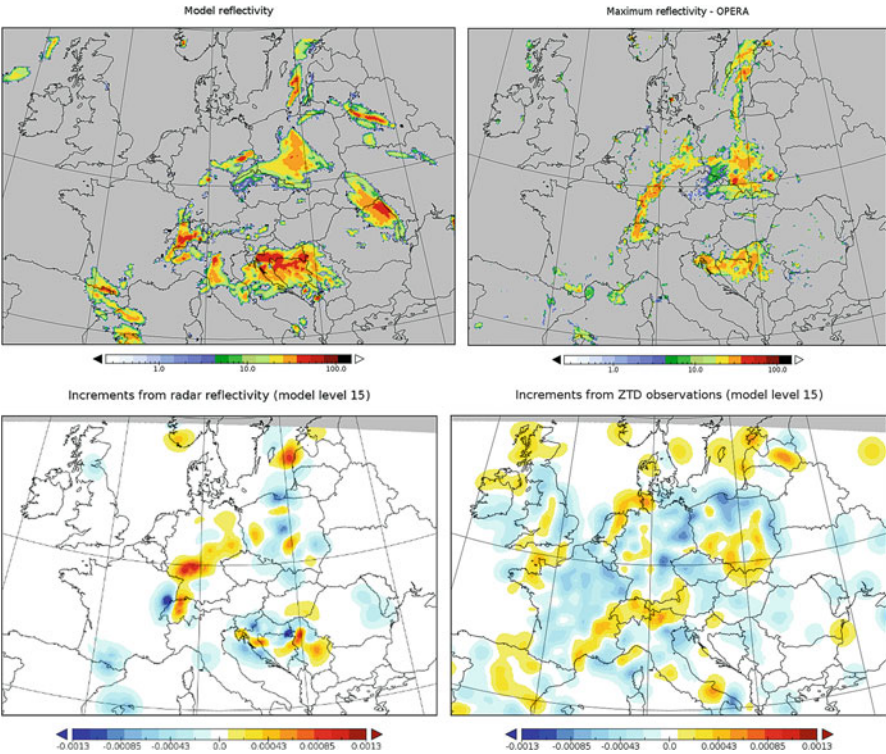 Model reflectivity
Maximum reflectivity - OPERA
1.0 10.0 100.0
1.0 10.0 100.0
Increments from radar reflectivity (model level 15)
Increments from ZTD observations (model level 15)
-0.0013 -0.00085 -0.00043 0.0 0.00043 0.00085 0.0013
-0.0013 -0.00085 -0.00043 0.0 0.00043 0.00085 0.0013